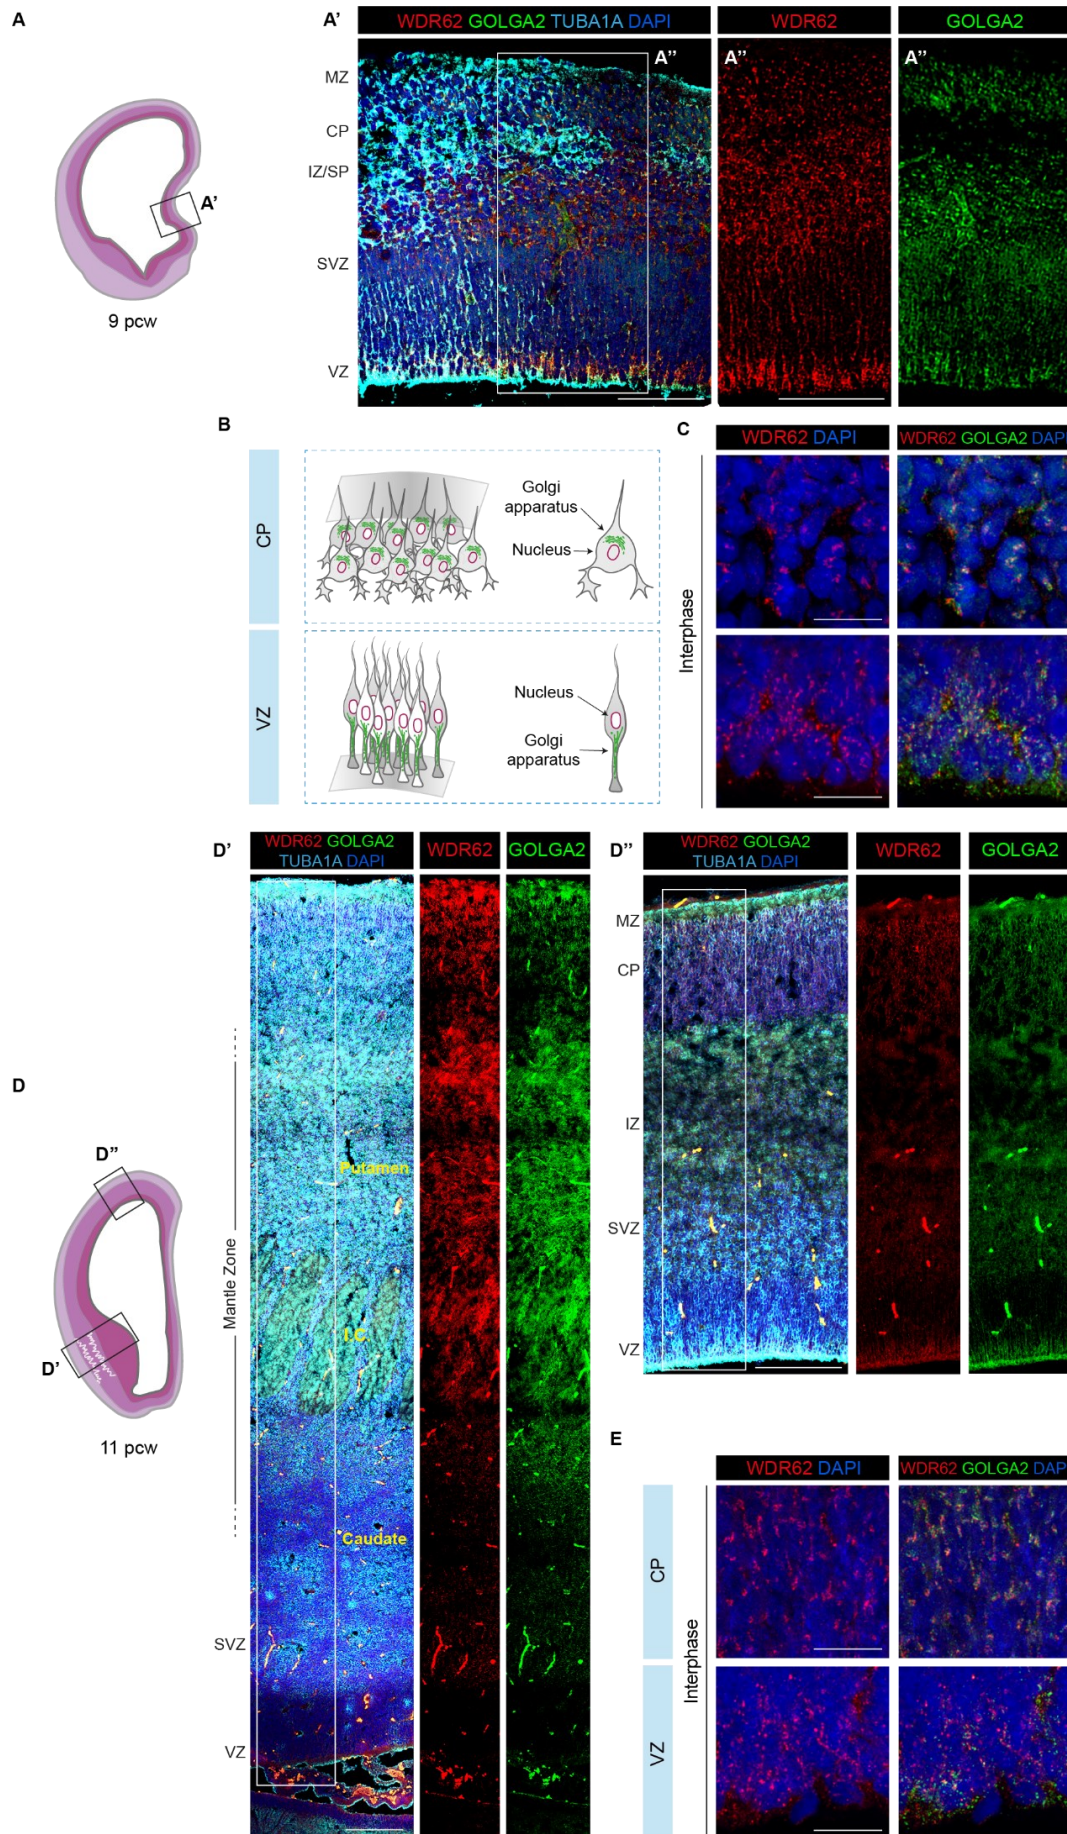 A
A’
WDR62 GOLGA2 TUBA1A DAPI
WDR62
GOLGA2
A’’
A’’
A’’
MZ
CP
IZ/SP
SVZ
VZ
A’
9 pcw
B
CP
Golgi
apparatus
Nucleus
VZ
Nucleus
Golgi
apparatus
C
WDR62 DAPI
WDR62 GOLGA2 DAPI
Interphase
D’
WDR62 GOLGA2
TUBA1A DAPI
WDR62
GOLGA2
Mantle Zone
Putamen
I.C.
Caudate
SVZ
VZ
D’’
WDR62 GOLGA2
TUBA1A DAPI
WDR62
GOLGA2
MZ
CP
IZ
SVZ
VZ
D
D’’
D’
11 pcw
E
WDR62 DAPI
WDR62 GOLGA2 DAPI
CP
VZ
Interphase